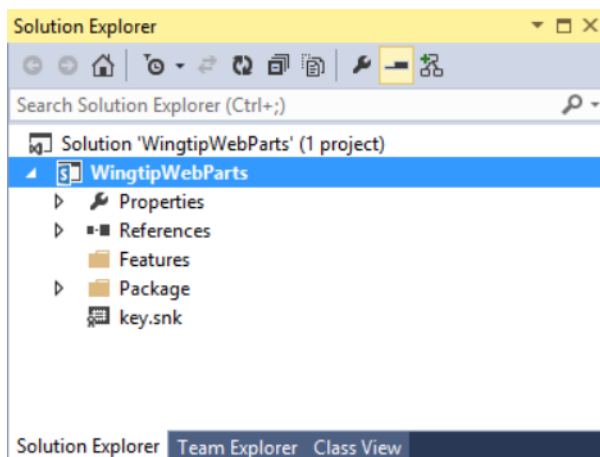 Solution Explorer
Search Solution Explorer (Ctrl+;)
Solution 'WingtipWebParts' (1 project)
WingtipWebParts
Properties
References
Features
Package
key.snk
Solution Explorer Team Explorer Class View